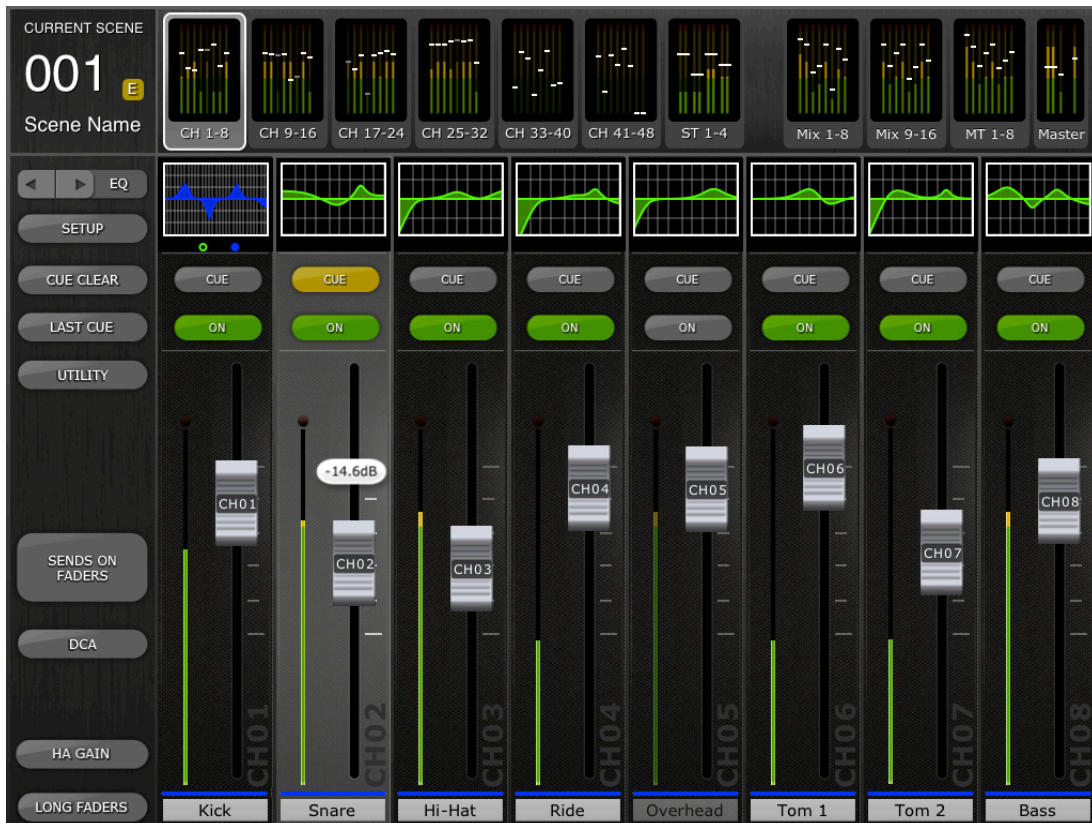 CURRENT SCENE
001 E
Scene Name
CH 1-8 CH 9-16 CH 17-24 CH 25-32 CH 33-40 CH 41-48 ST 1-4 Mix 1-8 Mix 9-16 MT 1-8 Master
EQ
SETUP
CUE CLEAR CUE CUE CUE CUE CUE CUE CUE CUE
LAST CUE ON ON ON ON ON ON ON ON
UTILITY
-14.6dB
CH01 CH02 CH03 CH04 CH05 CH06 CH07 CH08
SENDS ON
FADERS
DCA
HA GAIN
CH01 CH02 CH03 CH04 CH05 CH06 CH07 CH08
LONG FADERS Kick Snare Hi-Hat Ride Overhead Tom 1 Tom 2 Bass